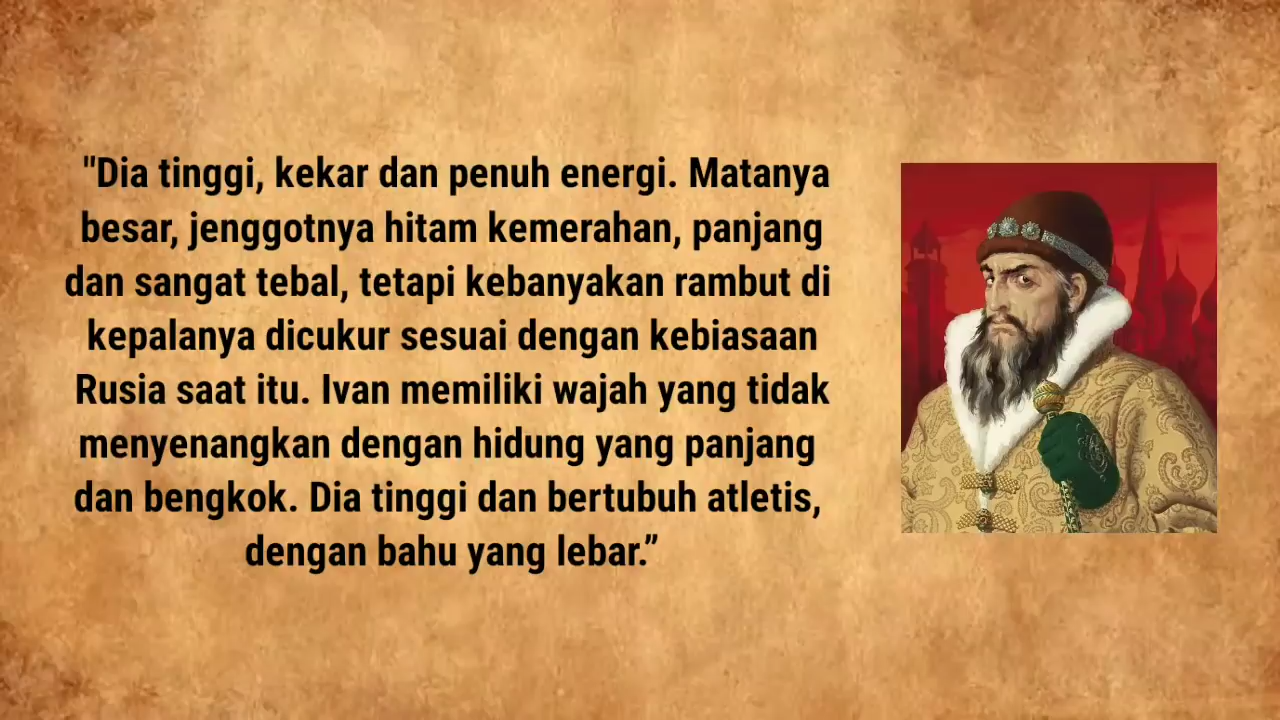 "Dia tinggi, kekar dan penuh energi. Matanya
besar, jenggotnya hitam kemerahan, panjang
dan sangat tebal, tetapi kebanyakan rambut di
kepalanya dicukur sesuai dengan kebiasaan
Rusia saat itu. Ivan memiliki wajah yang tidak
menyenangkan dengan hidung yang panjang
dan bengkok. Dia tinggi dan bertubuh atletis,
dengan bahu yang lebar.”